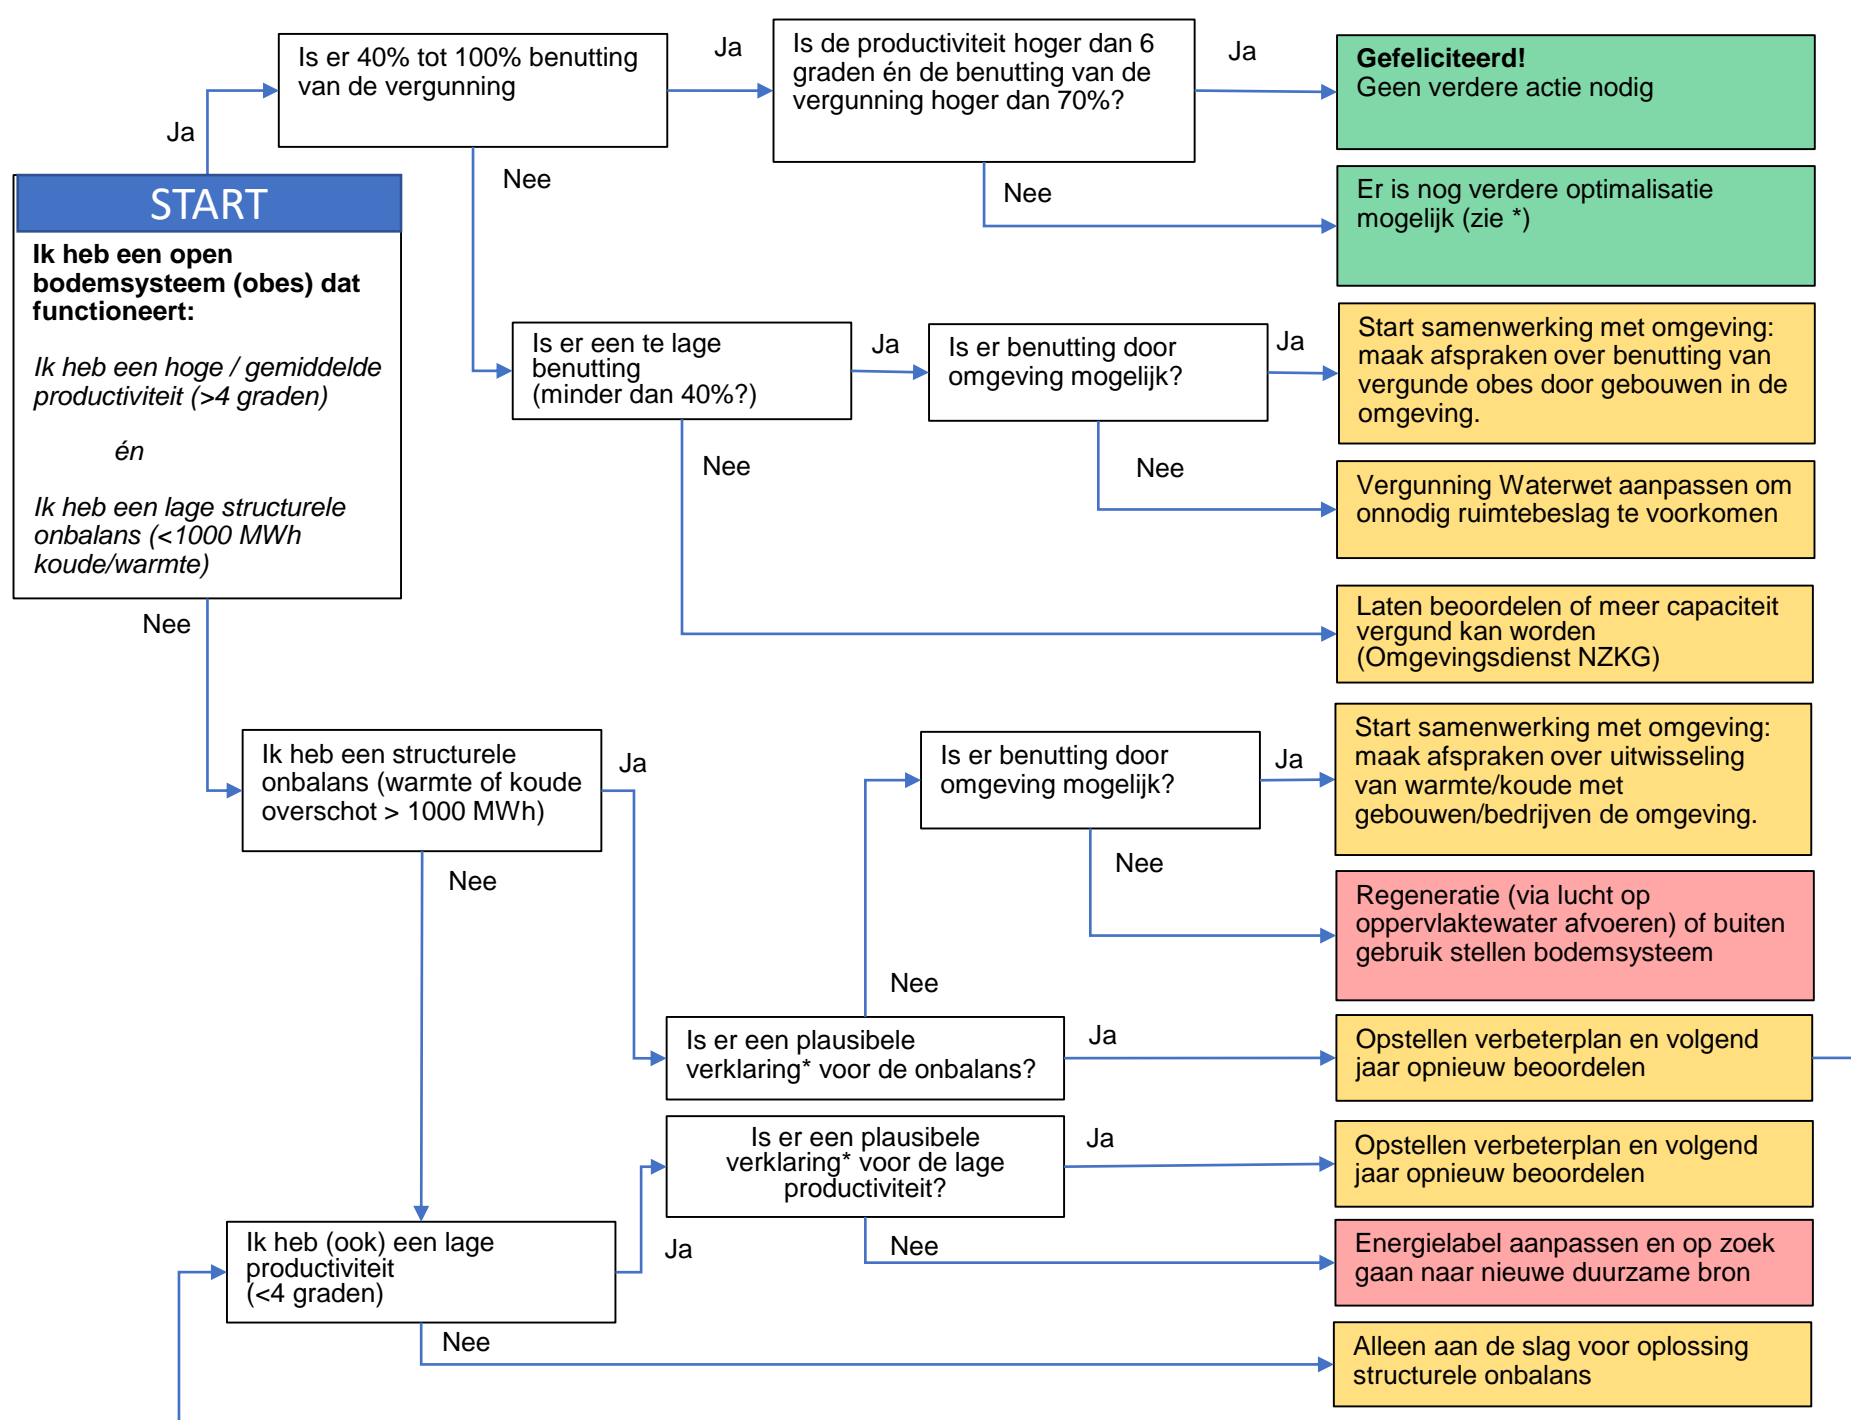 Is er 40% tot 100% benutting
van de vergunning
Ja
Is de productiviteit hoger dan 6
graden én de benutting van de
vergunning hoger dan 70%?
Ja
Gefeliciteerd!
Geen verdere actie nodig
Ja
Nee
Nee
Er is nog verdere optimalisatie
mogelijk (zie *)
START
Ik heb een open
bodemsysteem (obes) dat
functioneert:
Ik heb een hoge / gemiddelde
productiviteit (>4 graden)
én
Ik heb een lage structurele
onbalans (<1000 MWh
koude/warmte)
Is er een te lage
benutting
(minder dan 40%?)
Ja
Is er benutting door
omgeving mogelijk?
Ja
Start samenwerking met omgeving:
maak afspraken over benutting van
vergunde obes door gebouwen in de
omgeving.
Nee
Nee
Vergunning Waterwet aanpassen om
onnodig ruimtebeslag te voorkomen
Laten beoordelen of meer capaciteit
vergund kan worden
(Omgevingsdienst NZKG)
Nee
Ik heb een structurele
onbalans (warmte of koude
overschot > 1000 MWh)
Ja
Is er benutting door
omgeving mogelijk?
Ja
Start samenwerking met omgeving:
maak afspraken over uitwisseling
van warmte/koude met
gebouwen/bedrijven de omgeving.
Nee
Nee
Regeneratie (via lucht op
oppervlaktewater afvoeren) of buiten
gebruik stellen bodemsysteem
Nee
Is er een plausibele
verklaring* voor de onbalans?
Ja
Opstellen verbeterplan en volgend
jaar opnieuw beoordelen
Is er een plausibele
verklaring* voor de lage
productiviteit?
Ja
Opstellen verbeterplan en volgend
jaar opnieuw beoordelen
Ik heb (ook) een lage
productiviteit
(<4 graden)
Ja
Nee
Energielabel aanpassen en op zoek
gaan naar nieuwe duurzame bron
Nee
Alleen aan de slag voor oplossing
structurele onbalans